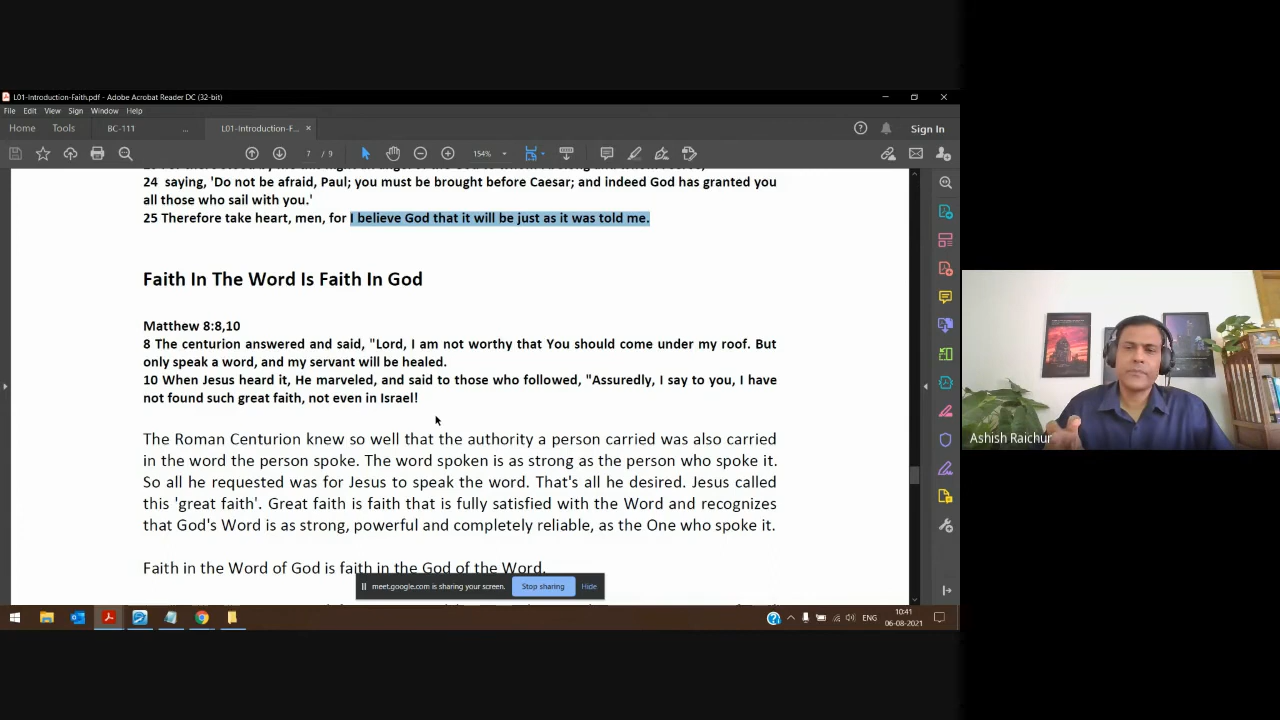 L01-Introduction-Faith.pdf - Adobe Acrobat Reader DC (32-bit)
File Edit View Sign Window Help
Home Tools BC-111 ... L01-Introduction-F... × Sign In
7 / 9 154%
24 saying, 'Do not be afraid, Paul; you must be brought before Caesar; and indeed God has granted you
all those who sail with you.'
25 Therefore take heart, men, for I believe God that it will be just as it was told me.
Faith In The Word Is Faith In God
Matthew 8:8,10
8 The centurion answered and said, "Lord, I am not worthy that You should come under my roof. But
only speak a word, and my servant will be healed.
10 When Jesus heard it, He marveled, and said to those who followed, "Assuredly, I say to you, I have
not found such great faith, not even in Israel!
The Roman Centurion knew so well that the authority a person carried was also carried
in the word the person spoke. The word spoken is as strong as the person who spoke it.
So all he requested was for Jesus to speak the word. That's all he desired. Jesus called
this 'great faith'. Great faith is faith that is fully satisfied with the Word and recognizes
that God's Word is as strong, powerful and completely reliable, as the One who spoke it.
Faith in the Word of God is faith in the God of the Word.
meet.google.com is sharing your screen. Stop sharing Hide
Ashish Raichur
ENG
10:41
06-08-2021